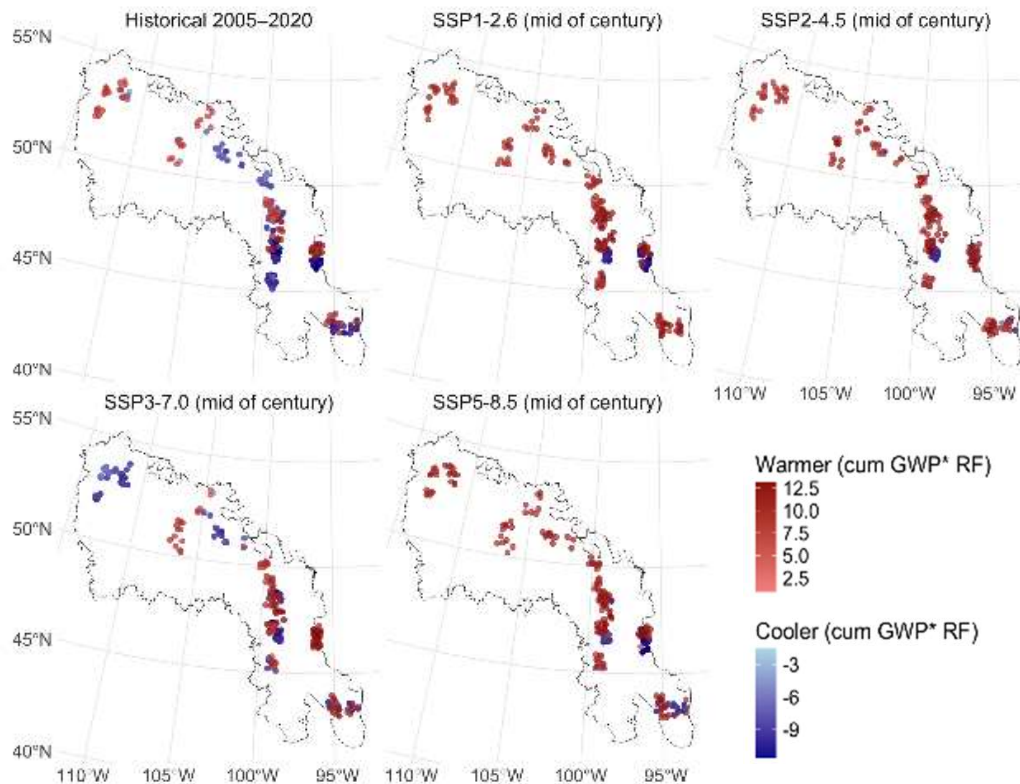 Historical 2005–2020
SSP1-2.6 (mid of century)
SSP2-4.5 (mid of century)
55°N
50°N
45°N
40°N
110°W 105°W 100°W 95°W
SSP3-7.0 (mid of century)
SSP5-8.5 (mid of century)
55°N
50°N
45°N
40°N
110°W 105°W 100°W 95°W
110°W 105°W 100°W 95°W
Warmer (cum GWP* RF)
12.5
10.0
7.5
5.0
2.5
Cooler (cum GWP* RF)
-3
-6
-9